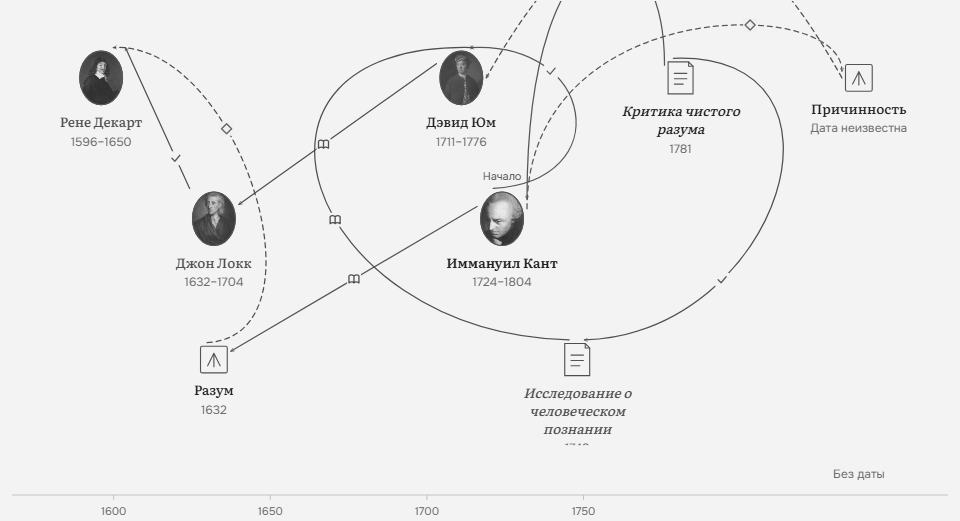 Рене Декарт
1596–1650
Дэвид Юм
1711–1776
Критика чистого
разума
1781
Причинность
Дата неизвестна
Начало
Джон Локк
1632–1704
Иммануил Кант
1724–1804
Разум
1632
Исследование о
человеческом
познании
Без даты
1600
1650
1700
1750